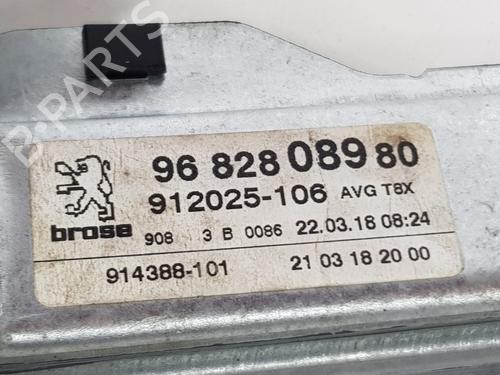 B-PARTS
96 828 089 80
912025-106 AVG T8X
brose 908 3 B 0086 22.03.18 08:24
914388-101 21 03 18 20 00